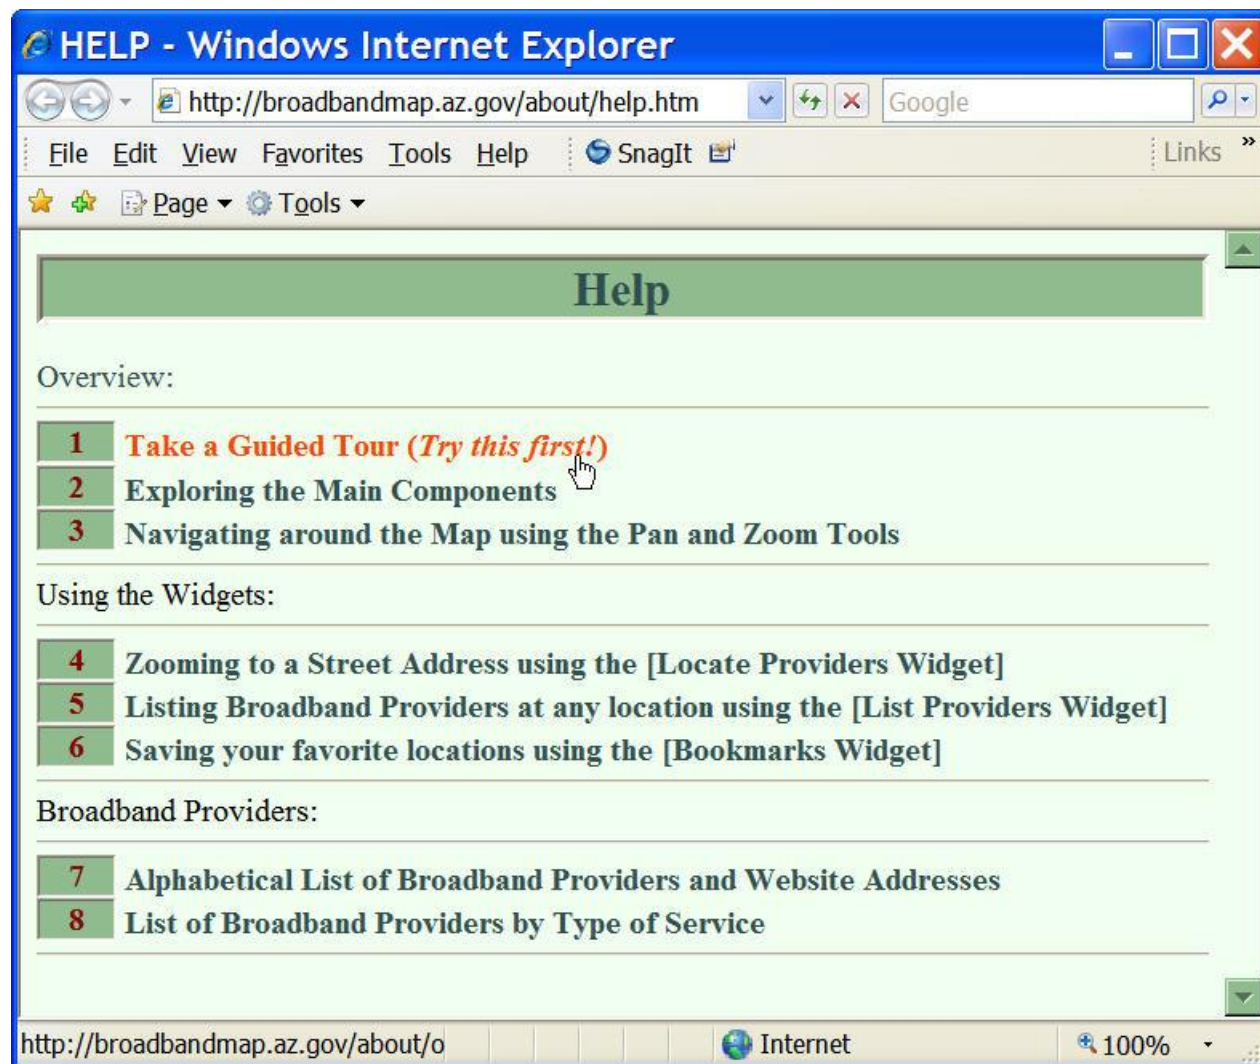 HELP - Windows Internet Explorer
http://broadbandmap.az.gov/about/help.htm Google
File Edit View Favorites Tools Help SnagIt Links »
Page Tools
Help
Overview:
1 Take a Guided Tour (Try this first!)
2 Exploring the Main Components
3 Navigating around the Map using the Pan and Zoom Tools
Using the Widgets:
4 Zooming to a Street Address using the [Locate Providers Widget]
5 Listing Broadband Providers at any location using the [List Providers Widget]
6 Saving your favorite locations using the [Bookmarks Widget]
Broadband Providers:
7 Alphabetical List of Broadband Providers and Website Addresses
8 List of Broadband Providers by Type of Service
http://broadbandmap.az.gov/about/o Internet 100%